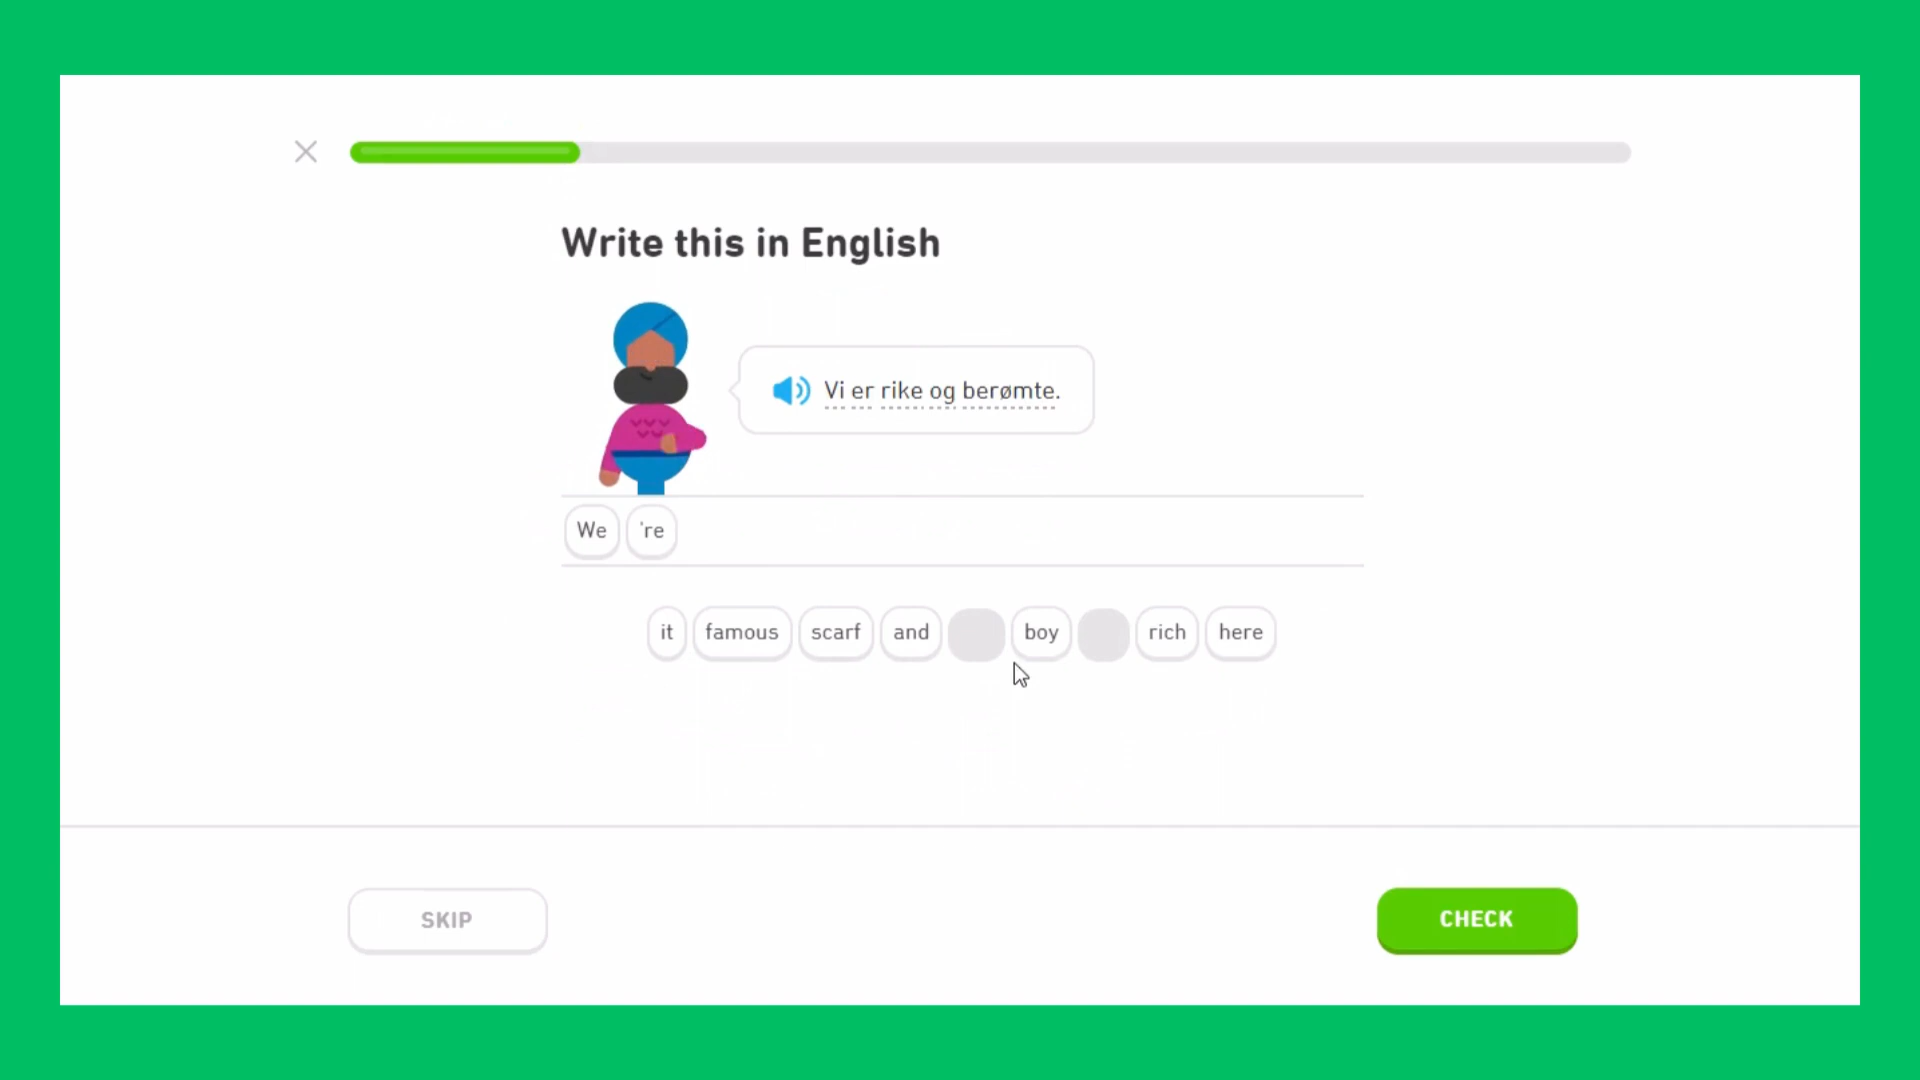 Write this in English
Vi er rike og berømte.
We 're
it famous scarf and boy rich here
SKIP CHECK